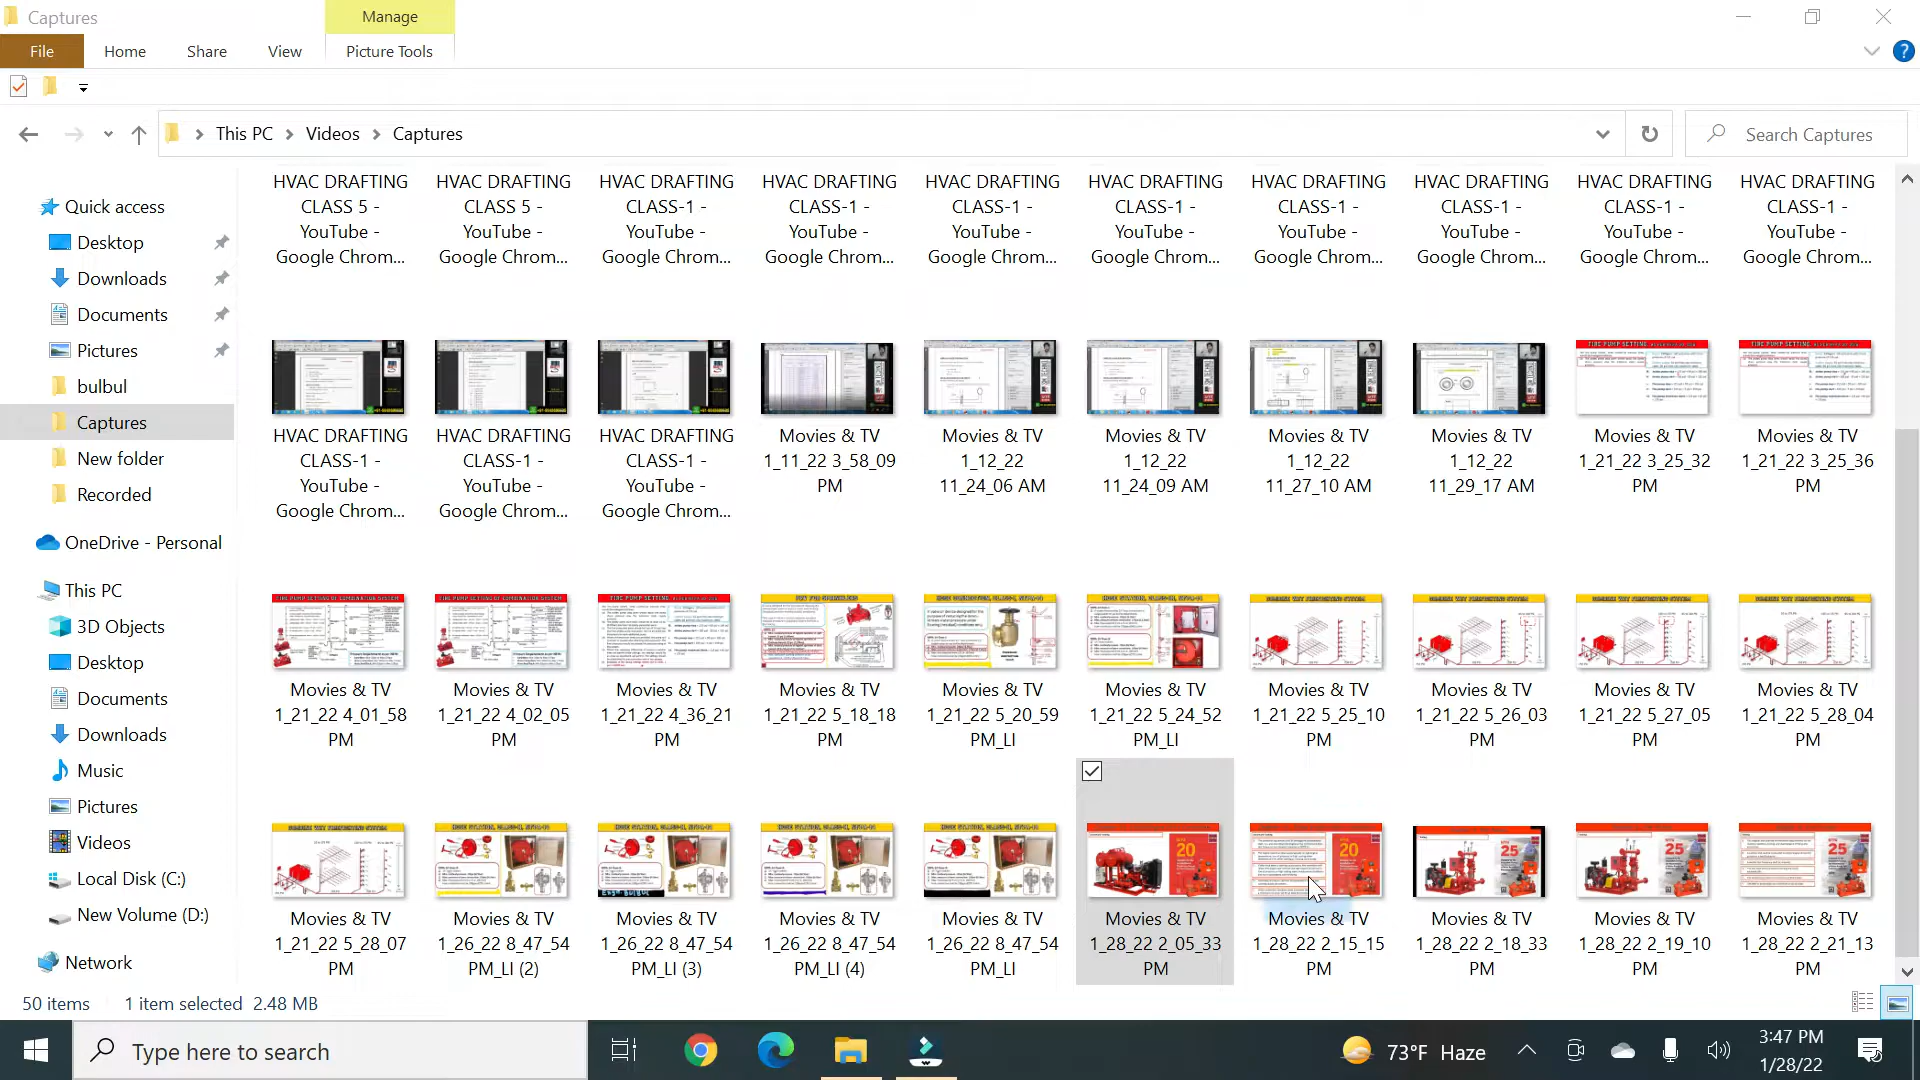 Captures
Manage
File
Home
Share
View
Picture Tools
This PC
Videos
Captures
Search Captures
Quick access
Desktop
Downloads
Documents
Pictures
bulbul
Captures
New folder
Recorded
OneDrive - Personal
This PC
3D Objects
Desktop
Documents
Downloads
Music
Pictures
Videos
Local Disk (C:)
New Volume (D:)
Network
HVAC DRAFTING
CLASS 5 -
YouTube -
Google Chrom...
HVAC DRAFTING
CLASS 5 -
YouTube -
Google Chrom...
HVAC DRAFTING
CLASS-1 -
YouTube -
Google Chrom...
HVAC DRAFTING
CLASS-1 -
YouTube -
Google Chrom...
HVAC DRAFTING
CLASS-1 -
YouTube -
Google Chrom...
HVAC DRAFTING
CLASS-1 -
YouTube -
Google Chrom...
HVAC DRAFTING
CLASS-1 -
YouTube -
Google Chrom...
HVAC DRAFTING
CLASS-1 -
YouTube -
Google Chrom...
HVAC DRAFTING
CLASS-1 -
YouTube -
Google Chrom...
HVAC DRAFTING
CLASS-1 -
YouTube -
Google Chrom...
HVAC DRAFTING
CLASS-1 -
YouTube -
Google Chrom...
HVAC DRAFTING
CLASS-1 -
YouTube -
Google Chrom...
HVAC DRAFTING
CLASS-1 -
YouTube -
Google Chrom...
Movies & TV
1_11_22 3_58_09
PM
Movies & TV
1_12_22
11_24_06 AM
Movies & TV
1_12_22
11_24_09 AM
Movies & TV
1_12_22
11_27_10 AM
Movies & TV
1_12_22
11_29_17 AM
Movies & TV
1_21_22 3_25_32
PM
Movies & TV
1_21_22 3_25_36
PM
Movies & TV
1_21_22 4_01_58
PM
Movies & TV
1_21_22 4_02_05
PM
Movies & TV
1_21_22 4_36_21
PM
Movies & TV
1_21_22 5_18_18
PM
Movies & TV
1_21_22 5_20_59
PM_LI
Movies & TV
1_21_22 5_24_52
PM_LI
Movies & TV
1_21_22 5_25_10
PM
Movies & TV
1_21_22 5_26_03
PM
Movies & TV
1_21_22 5_27_05
PM
Movies & TV
1_21_22 5_28_04
PM
20
20
25
25
25
Movies & TV
1_21_22 5_28_07
PM
Movies & TV
1_26_22 8_47_54
PM_LI (2)
Movies & TV
1_26_22 8_47_54
PM_LI (3)
Movies & TV
1_26_22 8_47_54
PM_LI (4)
Movies & TV
1_26_22 8_47_54
PM_LI
Movies & TV
1_28_22 2_05_33
PM
Movies & TV
1_28_22 2_15_15
PM
Movies & TV
1_28_22 2_18_33
PM
Movies & TV
1_28_22 2_19_10
PM
Movies & TV
1_28_22 2_21_13
PM
50 items
1 item selected 2.48 MB
Type here to search
73°F Haze
3:47 PM
1/28/22